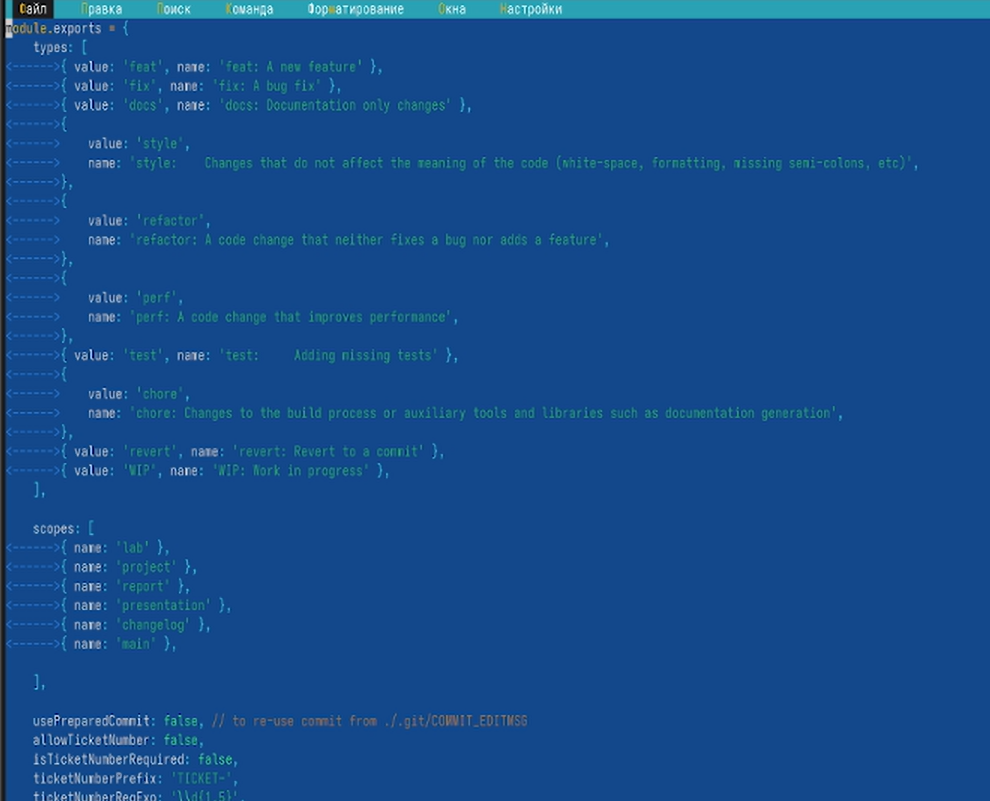 Файл Правка Поиск Команда Форматирование Окна Настройки
module.exports = {
    types: [
<------>{ value: 'feat', name: 'feat: A new feature' },
<------>{ value: 'fix', name: 'fix: A bug fix' },
<------>{ value: 'docs', name: 'docs: Documentation only changes' },
<------>{
<------>    value: 'style',
<------>    name: 'style:    Changes that do not affect the meaning of the code (white-space, formatting, missing semi-colons, etc)',
<------>},
<------>{
<------>    value: 'refactor',
<------>    name: 'refactor: A code change that neither fixes a bug nor adds a feature',
<------>},
<------>{
<------>    value: 'perf',
<------>    name: 'perf: A code change that improves performance',
<------>},
<------>{ value: 'test', name: 'test:     Adding missing tests' },
<------>{
<------>    value: 'chore',
<------>    name: 'chore: Changes to the build process or auxiliary tools and libraries such as documentation generation',
<------>},
<------>{ value: 'revert', name: 'revert: Revert to a commit' },
<------>{ value: 'WIP', name: 'WIP: Work in progress' },
    ],
    scopes: [
<------>{ name: 'lab' },
<------>{ name: 'project' },
<------>{ name: 'report' },
<------>{ name: 'presentation' },
<------>{ name: 'changelog' },
<------>{ name: 'main' },
    ],
    usePreparedCommit: false, // to re-use commit from ./.git/COMMIT_EDITMSG
    allowTicketNumber: false,
    isTicketNumberRequired: false,
    ticketNumberPrefix: 'TICKET-',
    ticketNumberRegExp: '\\d{1,5}',